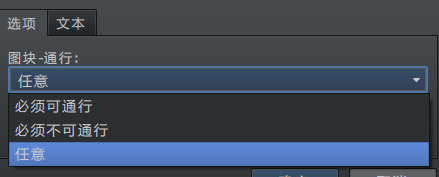 选项 文本
图块-通行:
任意
必须可通行
必须不可通行
任意